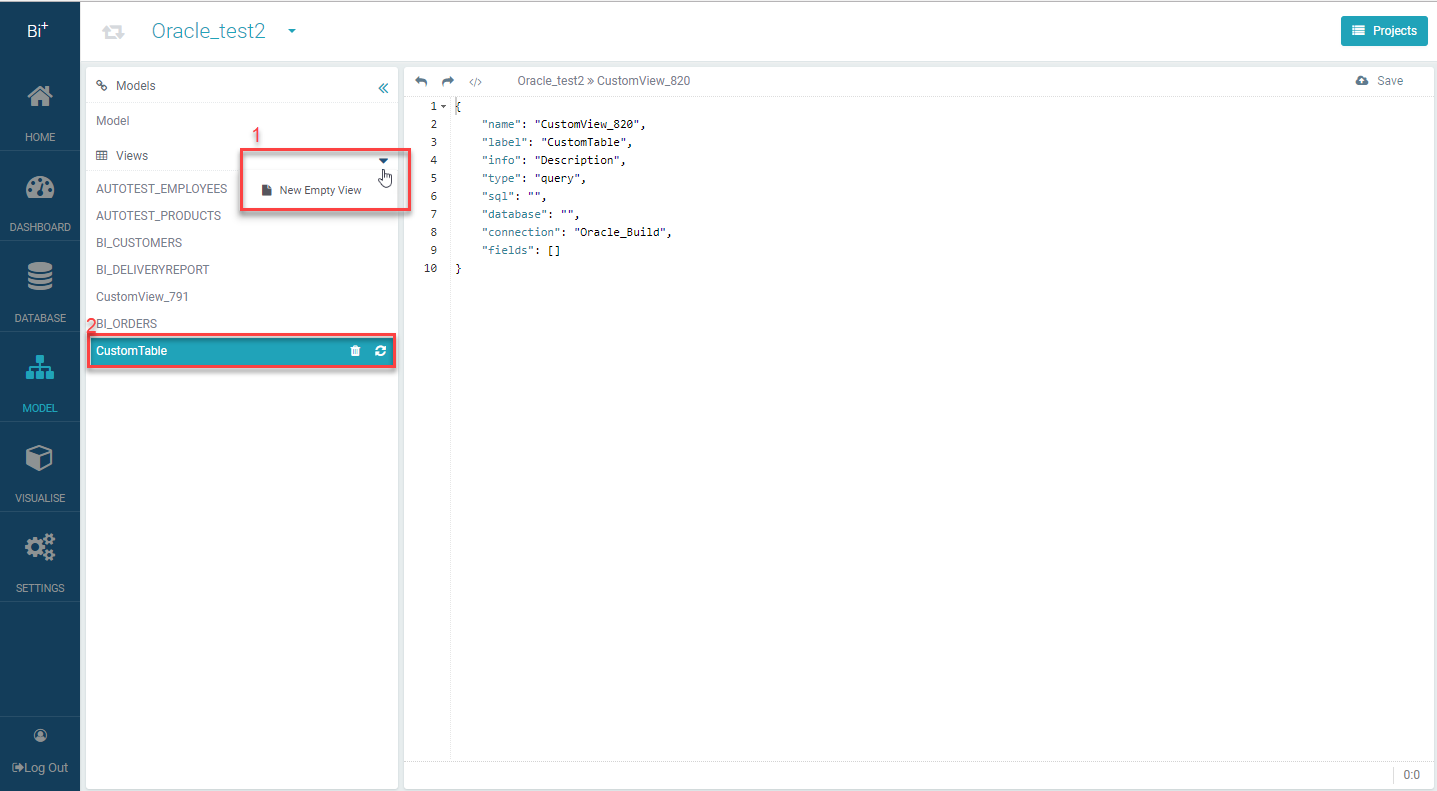 Bi+
Oracle_test2
Projects
HOME
DASHBOARD
DATABASE
MODEL
VISUALISE
SETTINGS
Log Out
Models
Model
1
Views
New Empty View
AUTOTEST_EMPLOYEES
AUTOTEST_PRODUCTS
BI_CUSTOMERS
BI_DELIVERYREPORT
CustomView_791
2
BI_ORDERS
CustomTable
</> Oracle_test2 » CustomView_820 Save
1 {
2 "name": "CustomView_820",
3 "label": "CustomTable",
4 "info": "Description",
5 "type": "query",
6 "sql": "",
7 "database": "",
8 "connection": "Oracle_Build",
9 "fields": []
10 }
0:0